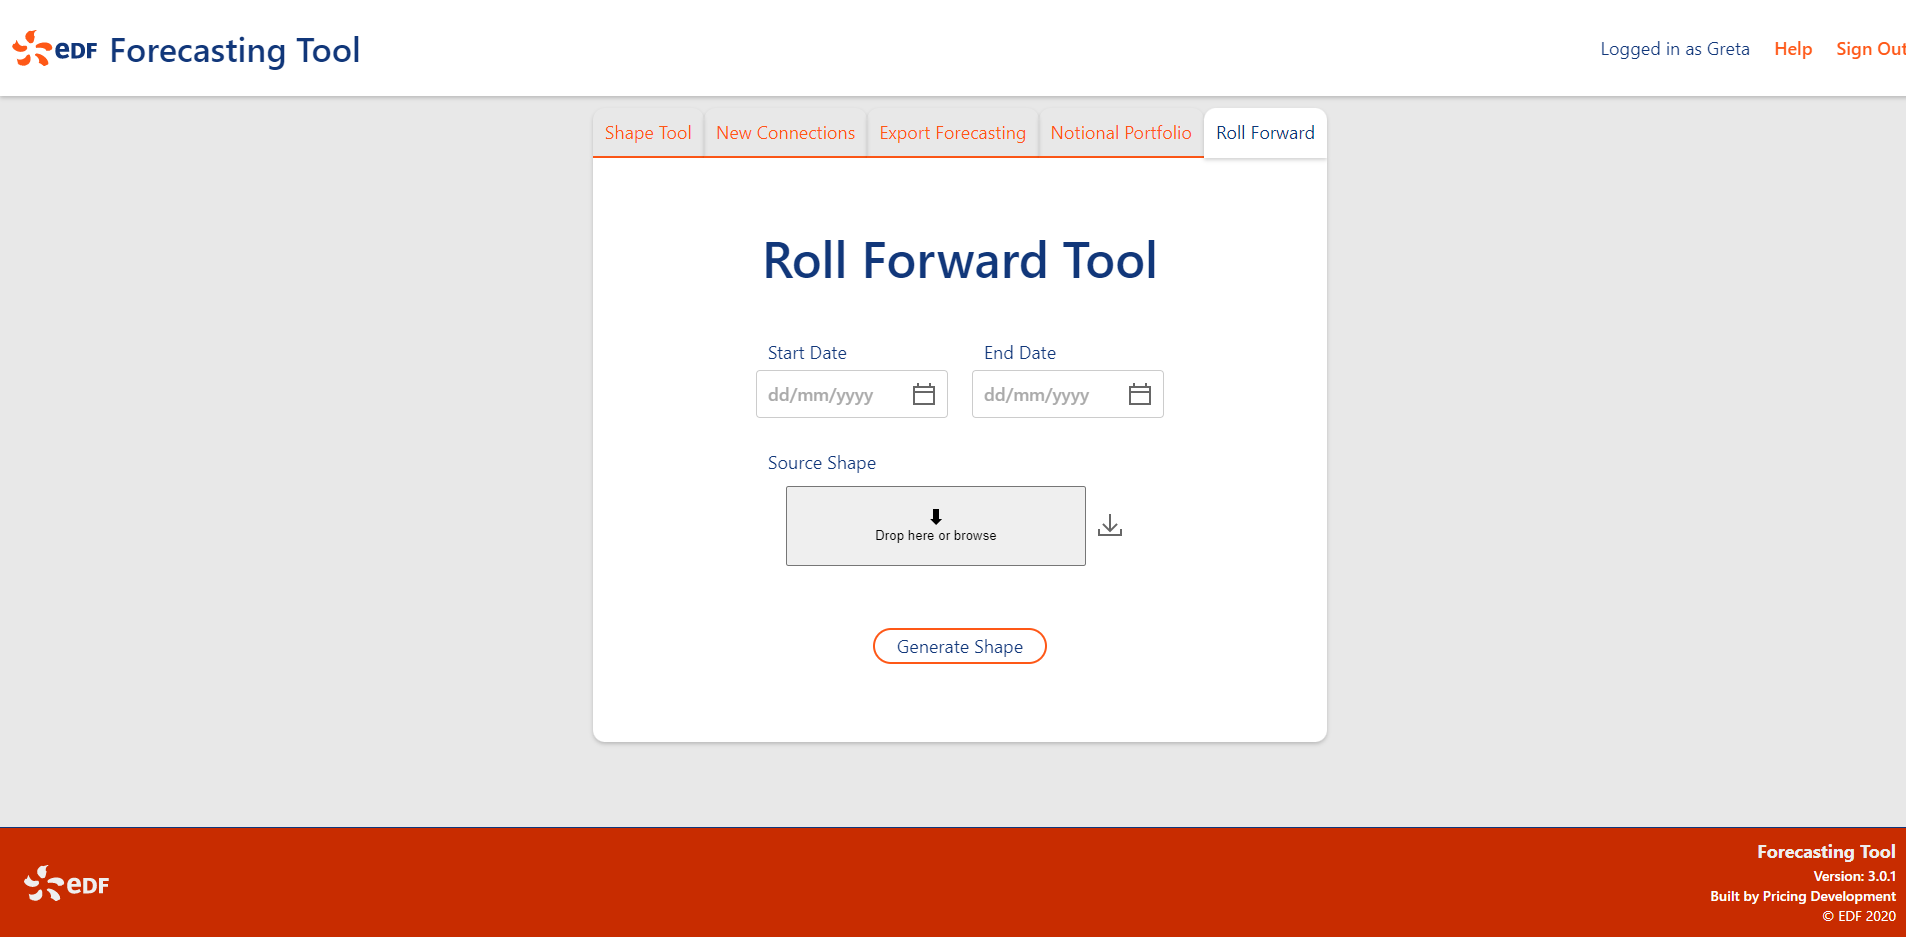 EDF Forecasting Tool
Logged in as Greta Help Sign Out
Shape Tool New Connections Export Forecasting Notional Portfolio Roll Forward
Roll Forward Tool
Start Date End Date
dd/mm/yyyy dd/mm/yyyy
Source Shape
Drop here or browse
Generate Shape
EDF
Forecasting Tool
Version: 3.0.1
Built by Pricing Development
© EDF 2020